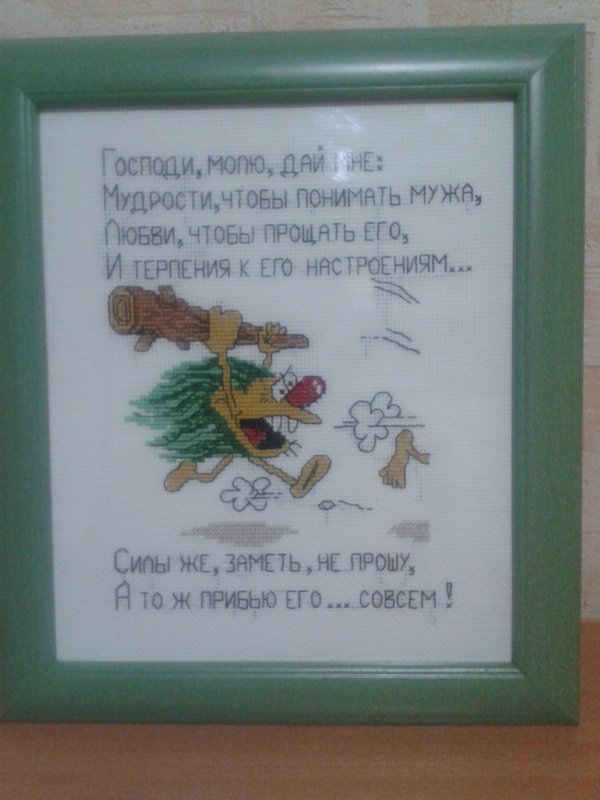 Господи, молю, дай мне:
Мудрости, чтобы понимать мужа,
Любви, чтобы прощать его,
И терпения к его настроениям...
Силы же, заметь, не прошу,
А то ж прибью его... совсем!